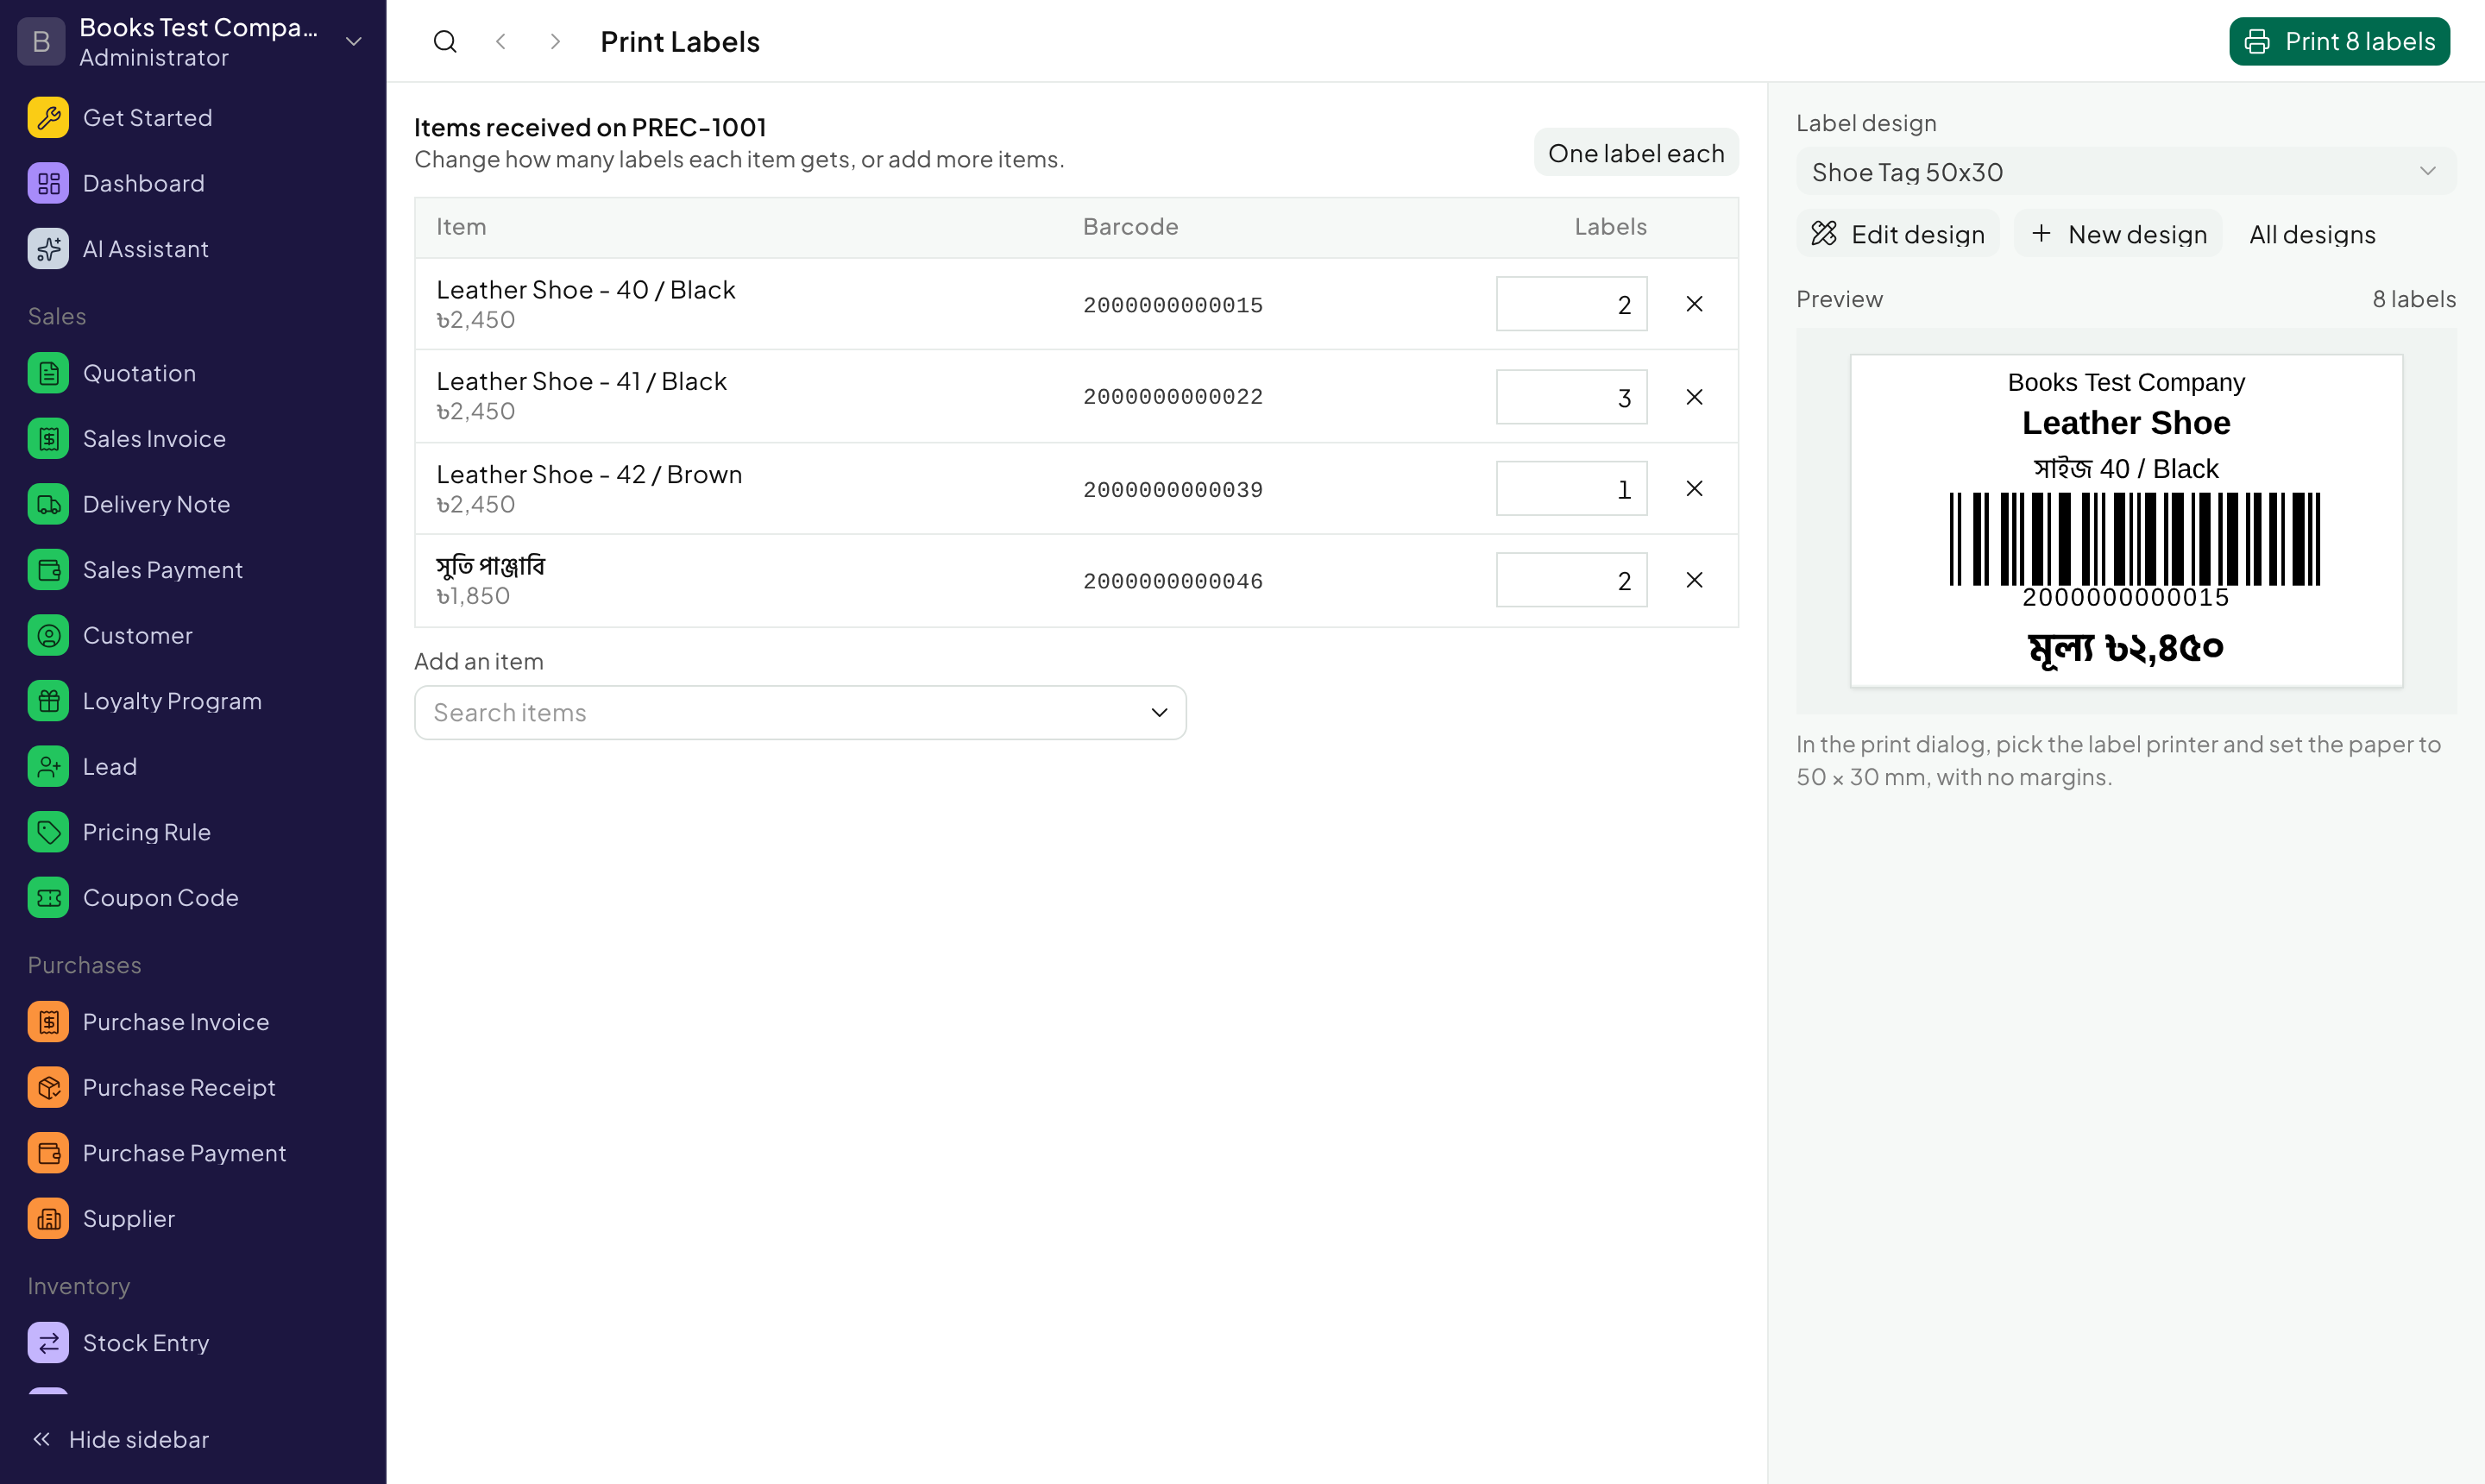 B
Books Test Compa...
Administrator
Get Started
Dashboard
AI Assistant
Sales
Quotation
Sales Invoice
Delivery Note
Sales Payment
Customer
Loyalty Program
Lead
Pricing Rule
Coupon Code
Purchases
Purchase Invoice
Purchase Receipt
Purchase Payment
Supplier
Inventory
Stock Entry
Hide sidebar
Print Labels
Print 8 labels
Items received on PREC-1001
Change how many labels each item gets, or add more items.
One label each
Item Barcode Labels
Leather Shoe - 40 / Black
৳2,450
2000000000015
2
Leather Shoe - 41 / Black
৳2,450
2000000000022
3
Leather Shoe - 42 / Brown
৳2,450
2000000000039
1
সুতি পাঞ্জাবি
৳1,850
2000000000046
2
Add an item
Search items
Label design
Shoe Tag 50x30
Edit design
New design
All designs
Preview 8 labels
Books Test Company
Leather Shoe
সাইজ 40 / Black
2000000000015
মূল্য ৳২,৪৫০
In the print dialog, pick the label printer and set the paper to
50 × 30 mm, with no margins.